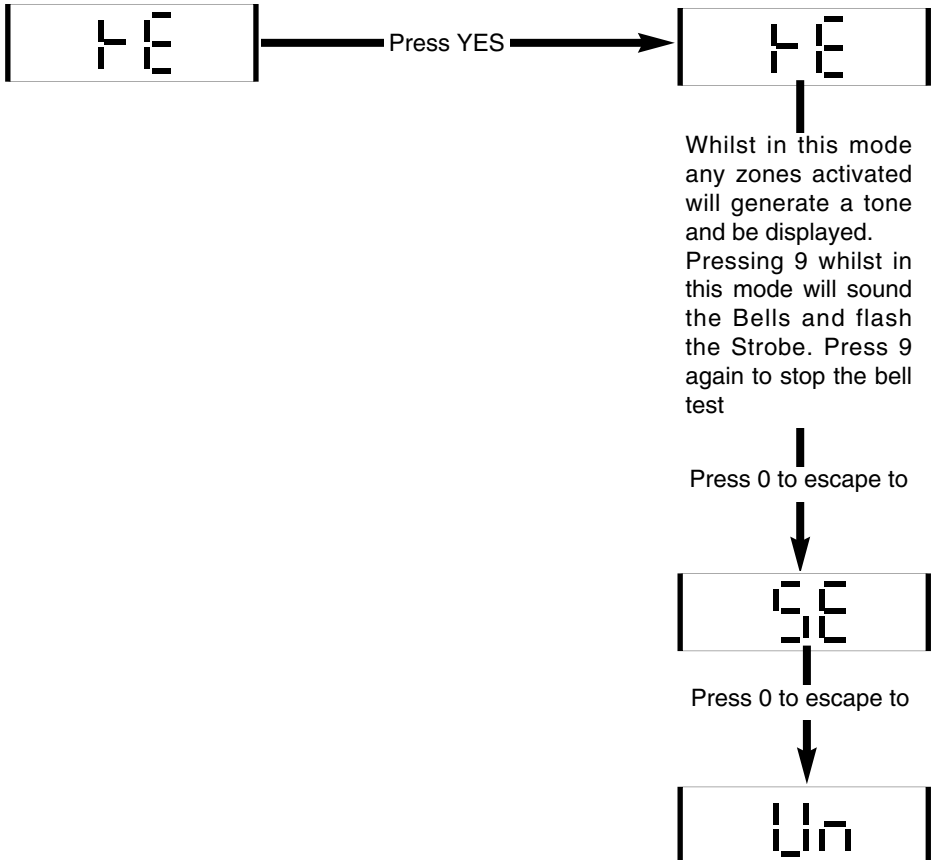 tE Press YES tE
Whilst in this mode
any zones activated
will generate a tone
and be displayed.
Pressing 9 whilst in
this mode will sound
the Bells and flash
the Strobe. Press 9
again to stop the bell
test
Press 0 to escape to
SE
Press 0 to escape to
Un